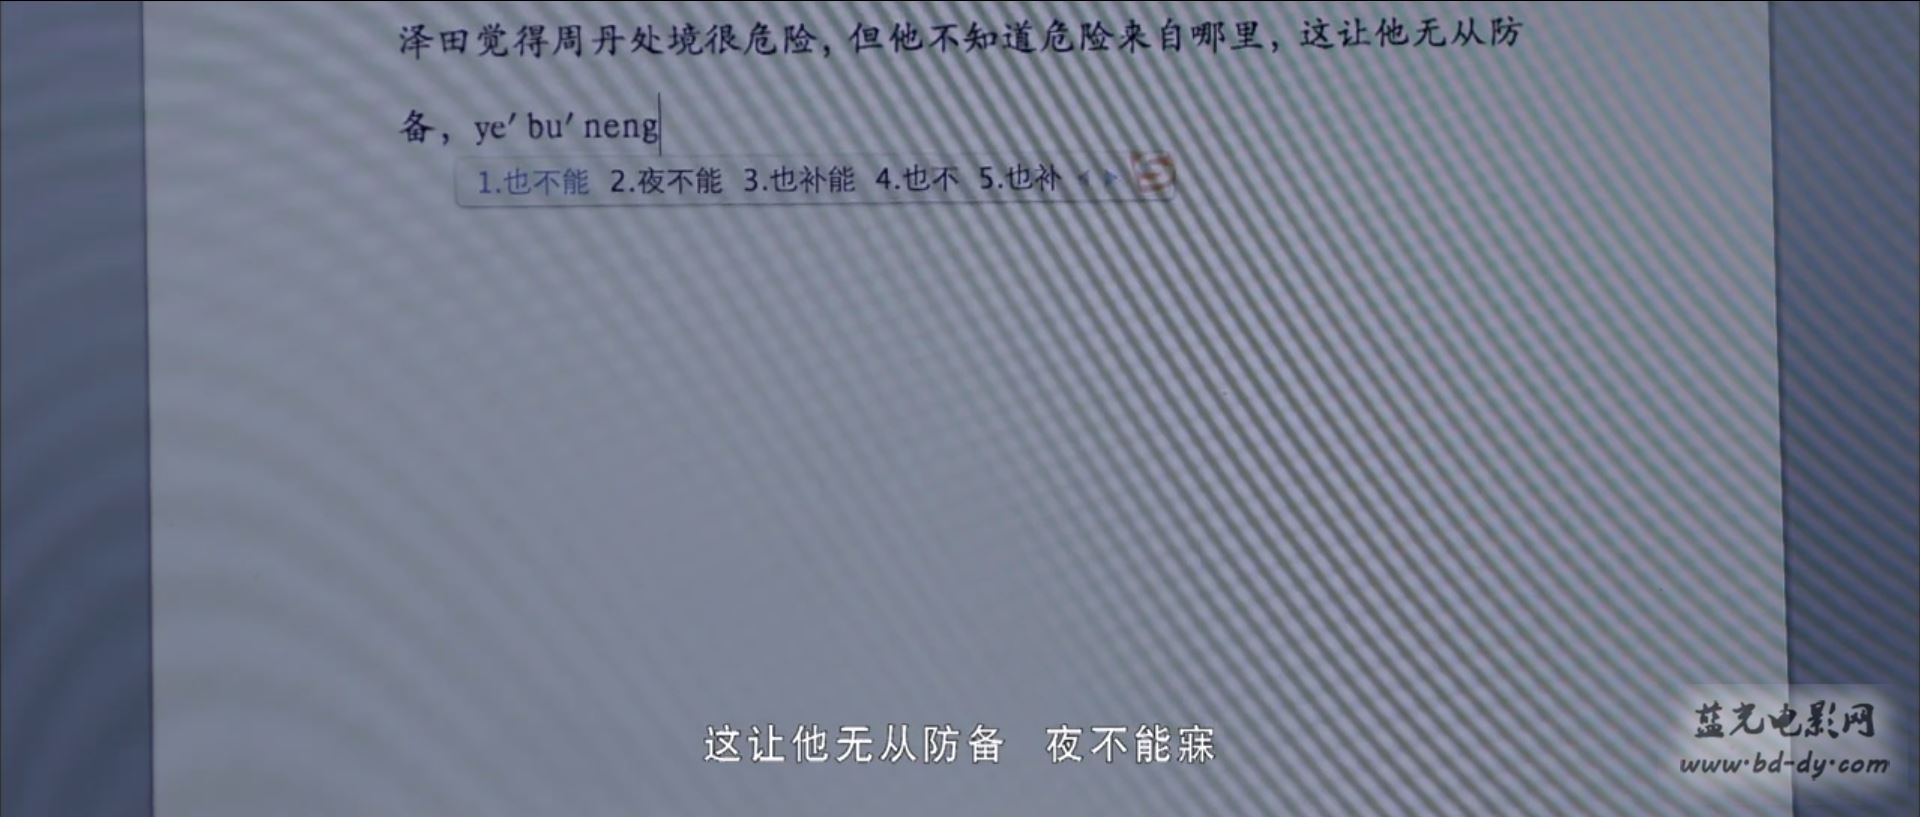 泽田觉得周丹处境很危险，但他不知道危险来自哪里，这让他无从防
备，ye'bu'neng
1.也不能 2.夜不能 3.也补能 4.也不 5.也补
这让他无从防备 夜不能寐
蓝光电影网
www.bd-dy.com